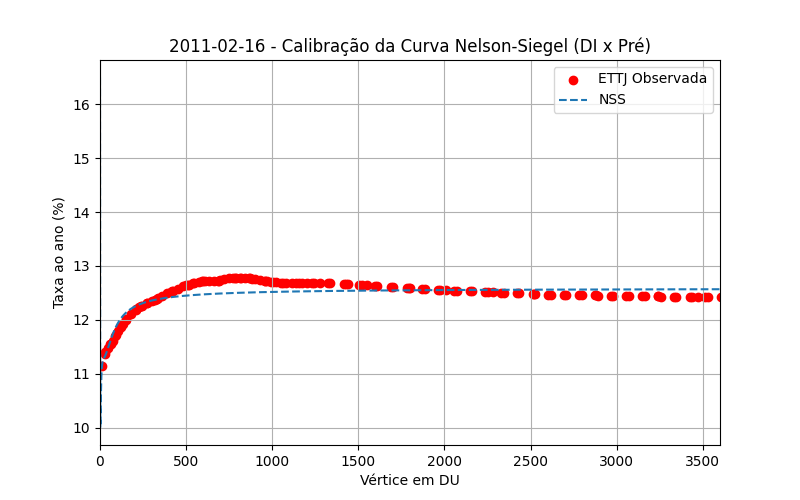 2011-02-16 - Calibração da Curva Nelson-Siegel (DI x Pré)
ETTJ Observada
NSS
16
15
14
13
12
11
10
Taxa ao ano (%)
0 500 1000 1500 2000 2500 3000 3500
Vértice em DU